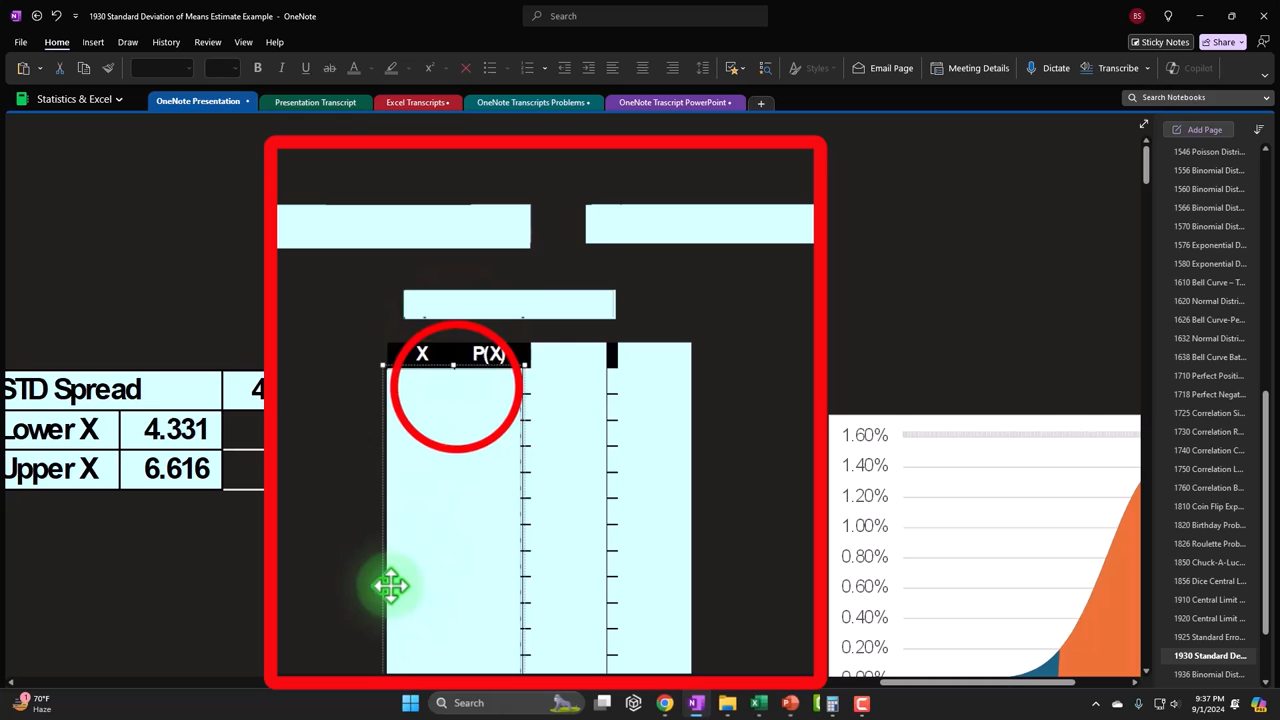 1930 Standard Deviation of Means Estimate Example - OneNote
Search
BS
File Home Insert Draw History Review View Help
Sticky Notes
Share
B I U ab A
Styles
Email Page
Meeting Details
Dictate
Transcribe
Copilot
Statistics & Excel
OneNote Presentation
Presentation Transcript
Excel Transcripts
OneNote Transcripts Problems
OneNote Trascript PowerPoint
+
Search Notebooks
Add Page
1546 Poisson Distri...
1556 Binomial Dist...
1560 Binomial Dist...
1566 Binomial Dist...
1570 Binomial Dist...
1576 Exponential D...
1580 Exponential D...
1610 Bell Curve – T...
1620 Normal Distri...
1626 Bell Curve-Pe...
1632 Normal Distri...
1638 Bell Curve Bat...
1710 Perfect Positi...
1718 Perfect Negat...
1725 Correlation Si...
1730 Correlation R...
1740 Correlation C...
1750 Correlation L...
1760 Correlation B...
1810 Coin Flip Exp...
1820 Birthday Prob...
1826 Roulette Prob...
1850 Chuck-A-Luc...
1856 Dice Central L...
1910 Central Limit ...
1920 Central Limit ...
1925 Standard Erro...
1930 Standard De...
1936 Binomial Dist...
X P(X)
STD Spread 4
Lower X 4.331
Upper X 6.616
1.60%
1.40%
1.20%
1.00%
0.80%
0.60%
0.40%
0.20%
0.00%
1
70°F
Haze
Search
9:37 PM
9/1/2024